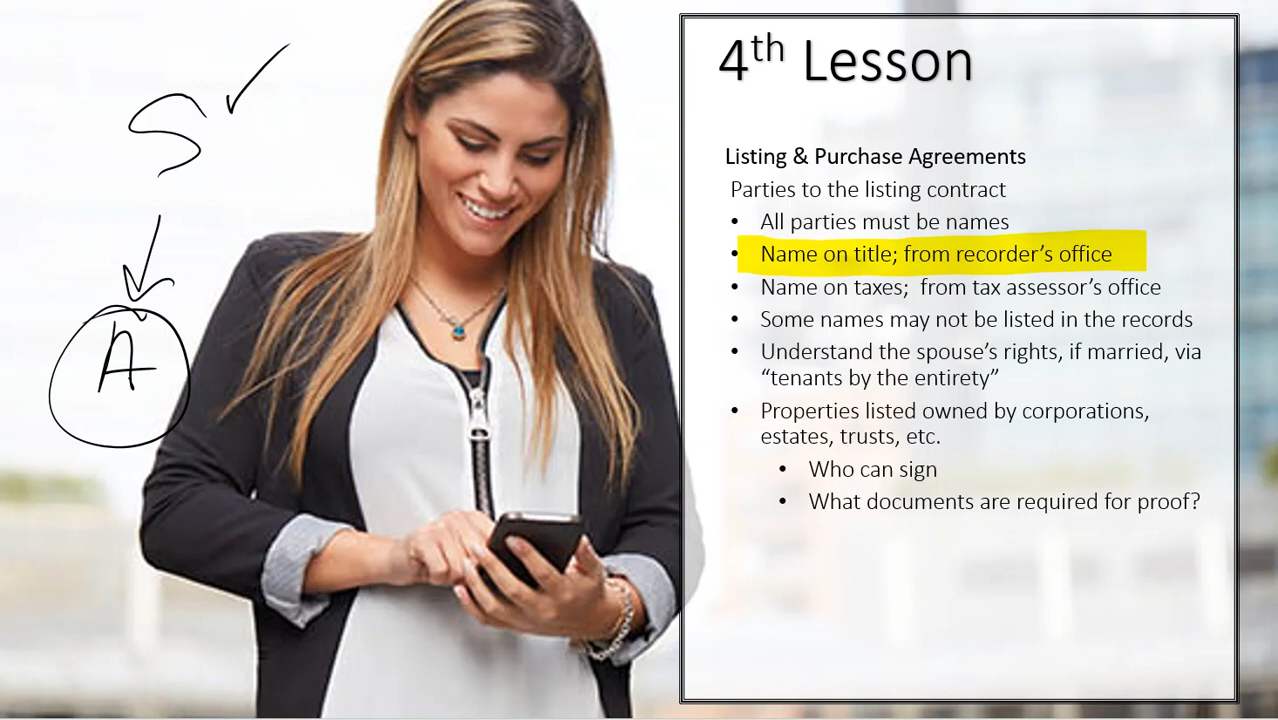 4th Lesson
Listing & Purchase Agreements
Parties to the listing contract
• All parties must be names
• Name on title; from recorder's office
• Name on taxes;  from tax assessor's office
• Some names may not be listed in the records
• Understand the spouse's rights, if married, via
"tenants by the entirety"
• Properties listed owned by corporations,
estates, trusts, etc.
• Who can sign
• What documents are required for proof?
S ✓
A